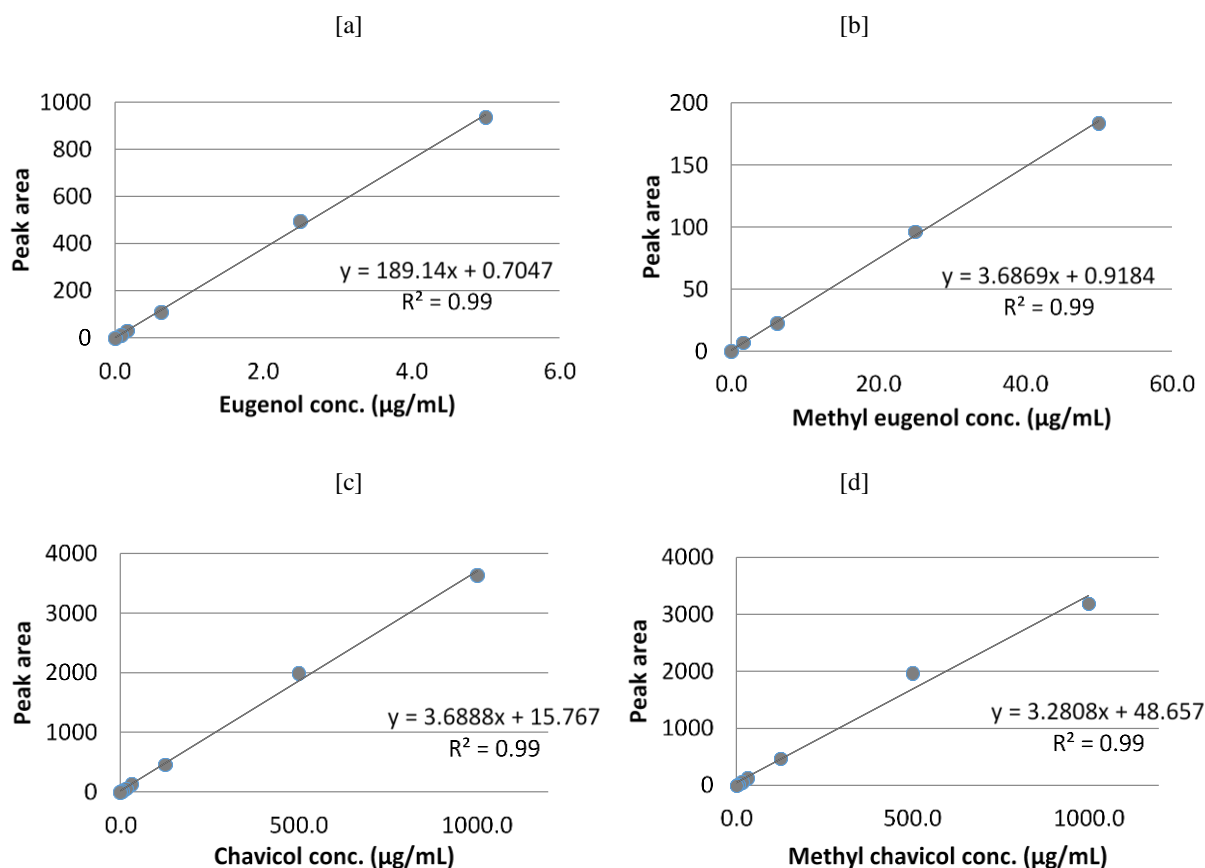 [a]
1000
800
600
400
200
0
Peak area
y = 189.14x + 0.7047
R² = 0.99
0.0 2.0 4.0 6.0
Eugenol conc. (µg/mL)
[b]
200
150
100
50
0
Peak area
y = 3.6869x + 0.9184
R² = 0.99
0.0 20.0 40.0 60.0
Methyl eugenol conc. (µg/mL)
[c]
4000
3000
2000
1000
0
Peak area
y = 3.6888x + 15.767
R² = 0.99
0.0 500.0 1000.0
Chavicol conc. (µg/mL)
[d]
4000
3000
2000
1000
0
Peak area
y = 3.2808x + 48.657
R² = 0.99
0.0 500.0 1000.0
Methyl chavicol conc. (µg/mL)